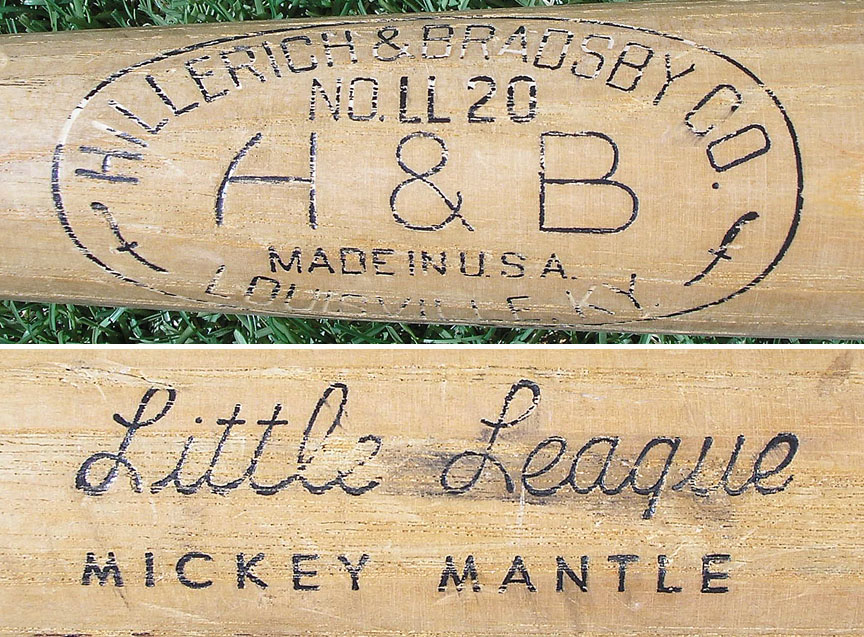 HILLERICH & BRADSBY CO.
NO. LL 20
H & B
MADE IN U.S.A.
LOUISVILLE, KY.
Little League
MICKEY MANTLE